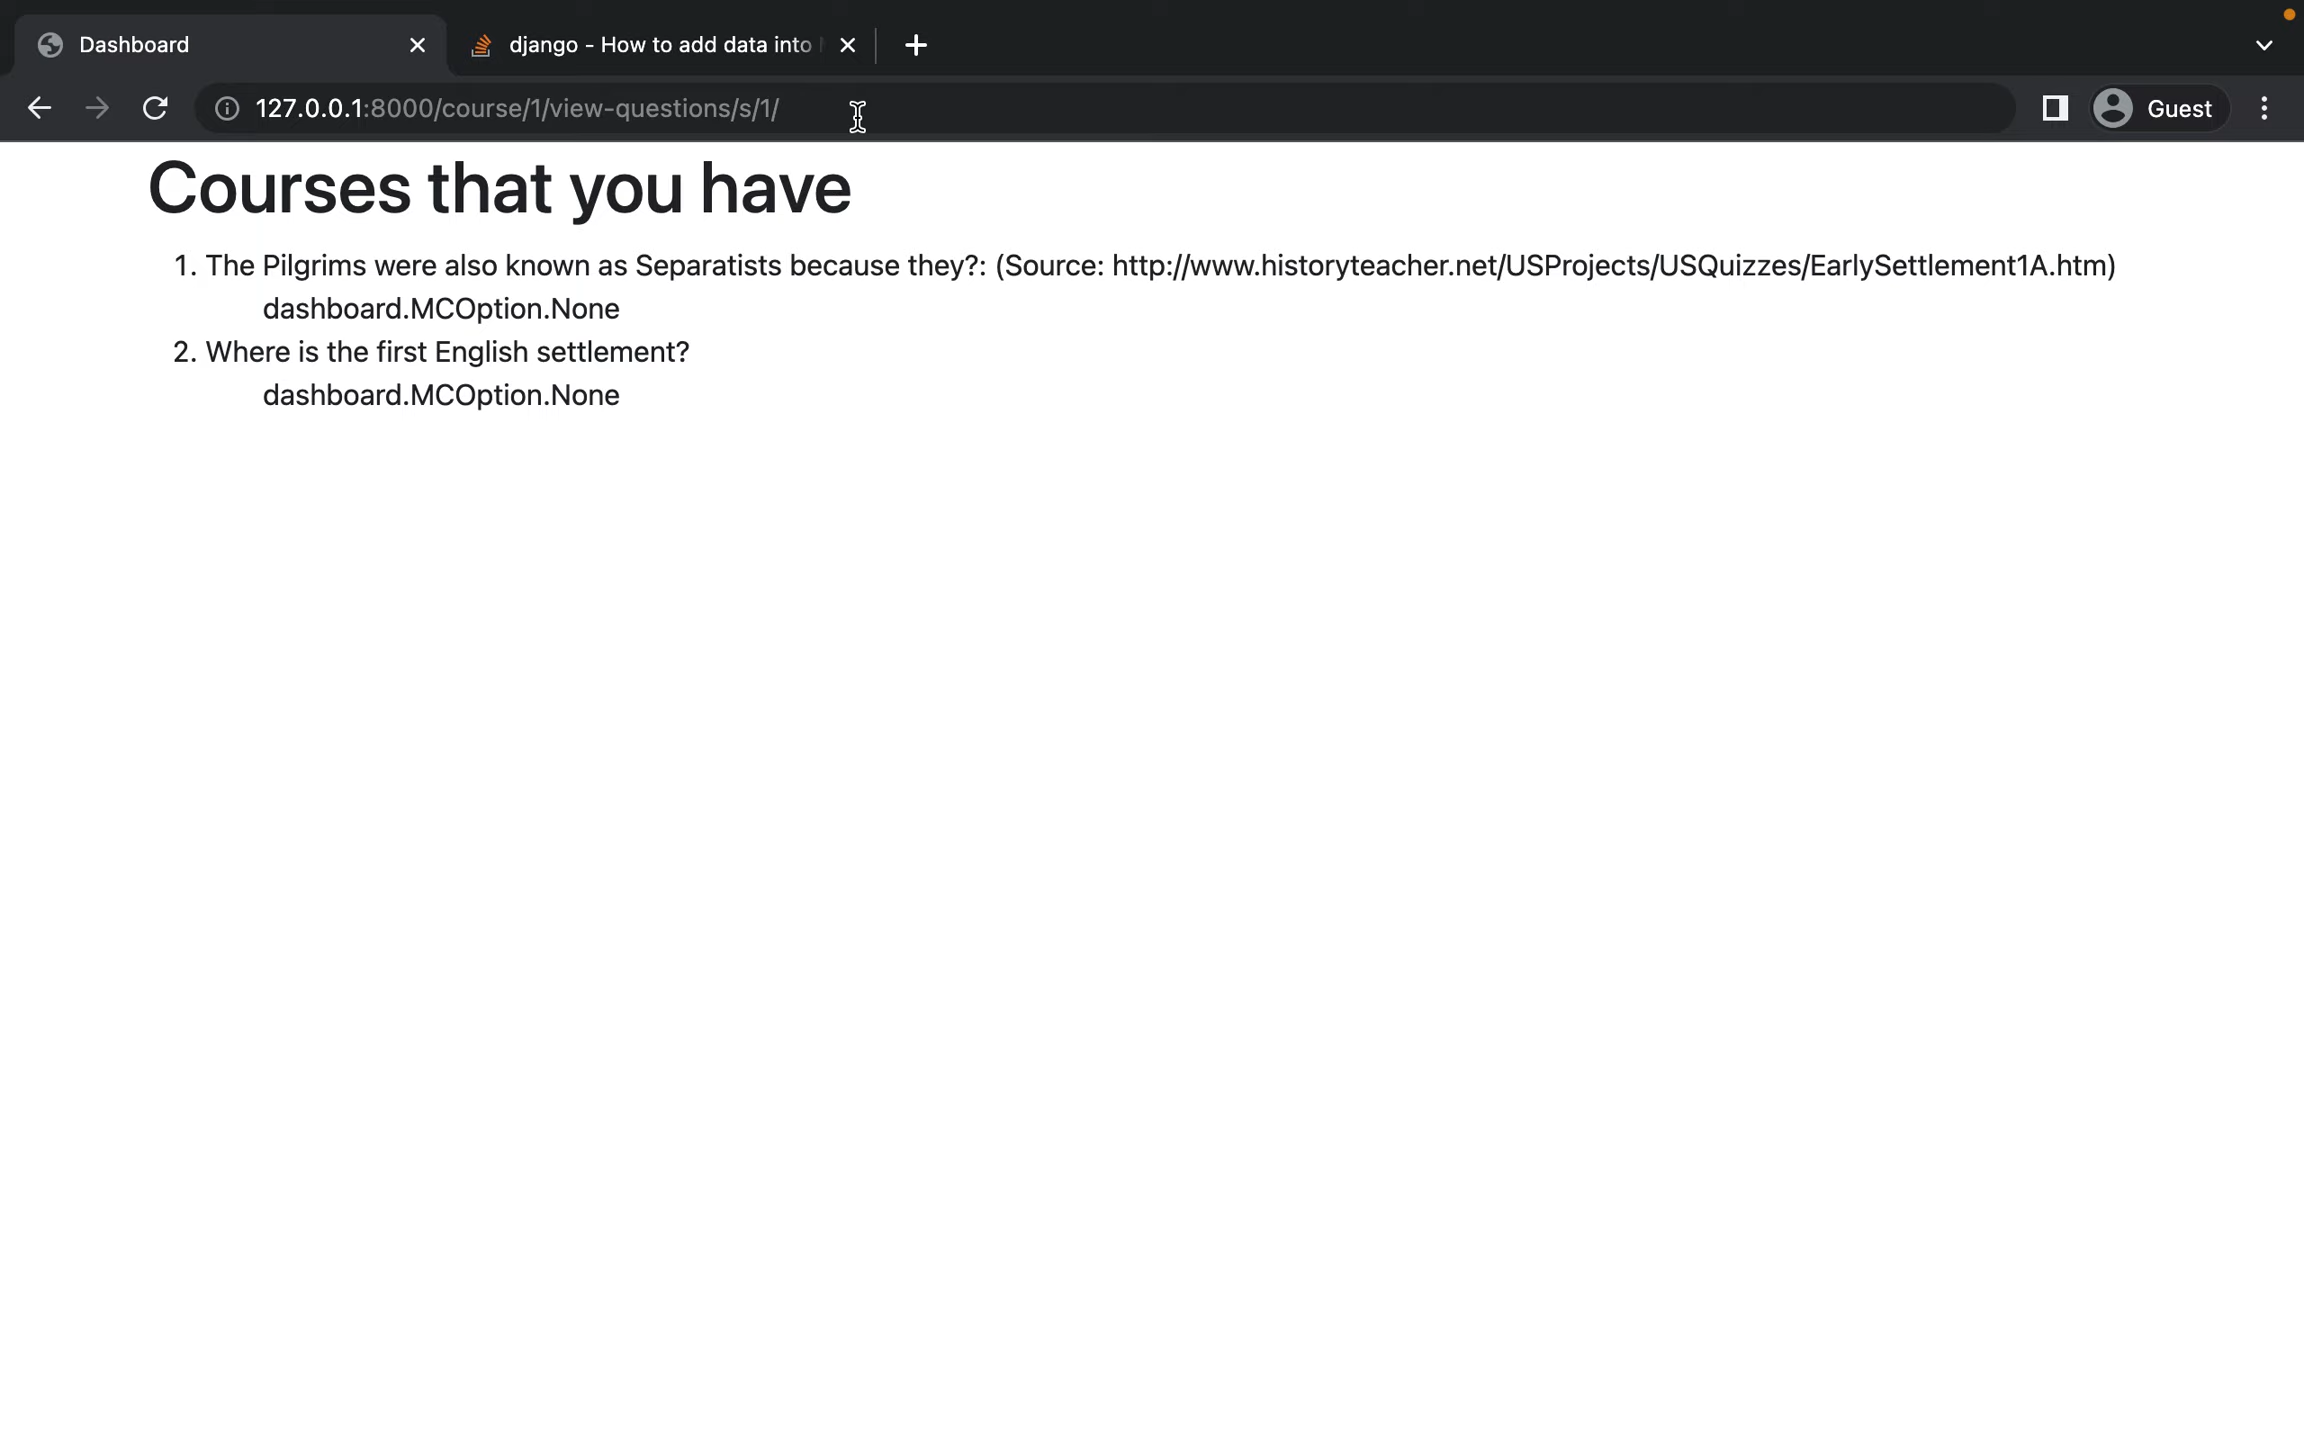 Dashboard
django - How to add data into
127.0.0.1:8000/course/1/view-questions/s/1/
Guest
Courses that you have
1. The Pilgrims were also known as Separatists because they?: (Source: http://www.historyteacher.net/USProjects/USQuizzes/EarlySettlement1A.htm)
dashboard.MCOption.None
2. Where is the first English settlement?
dashboard.MCOption.None